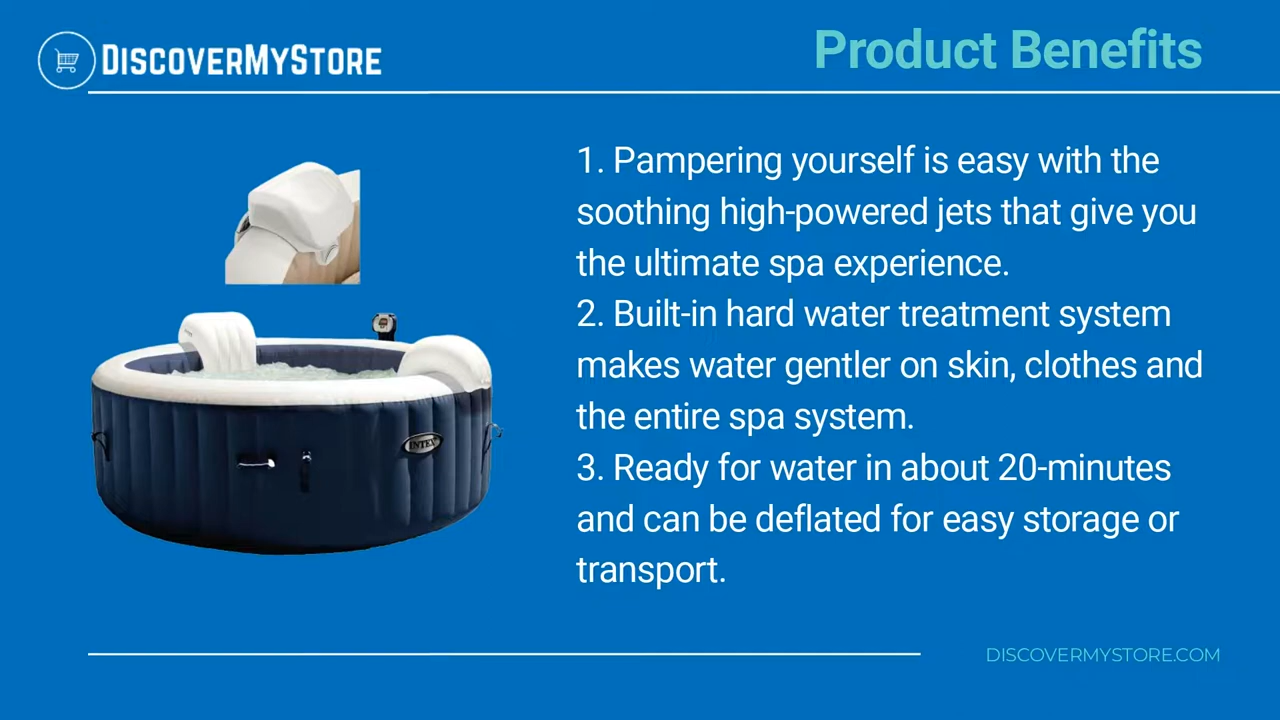 DISCOVERMYSTORE
Product Benefits
1. Pampering yourself is easy with the
soothing high-powered jets that give you
the ultimate spa experience.
2. Built-in hard water treatment system
makes water gentler on skin, clothes and
the entire spa system.
3. Ready for water in about 20-minutes
and can be deflated for easy storage or
transport.
INTEX
DISCOVERMYSTORE.COM